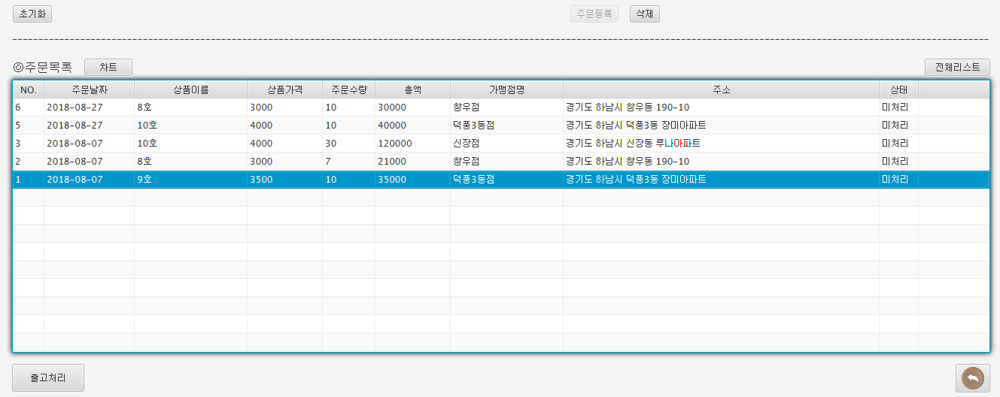 초기화 주문등록 삭제
◎주문목록 차트 전체리스트
NO. 주문날짜 상품이름 상품가격 주문수량 총액 가맹점명 주소 상태
6 2018-08-27 8호 3000 10 30000 창우점 경기도 하남시 창우동 190-10 미처리
5 2018-08-27 10호 4000 10 40000 덕풍3동점 경기도 하남시 덕풍3동 장미아파트 미처리
3 2018-08-07 10호 4000 30 120000 신장점 경기도 하남시 신장동 루나아파트 미처리
2 2018-08-07 8호 3000 7 21000 창우점 경기도 하남시 창우동 190-10 미처리
1 2018-08-07 9호 3500 10 35000 덕풍3동점 경기도 하남시 덕풍3동 장미아파트 미처리
출고처리